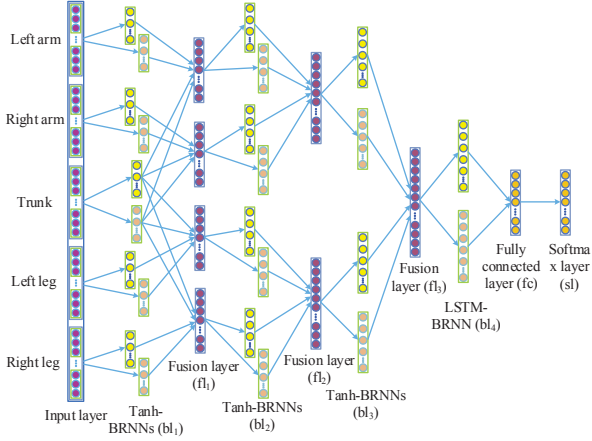 Left arm
Right arm
Trunk
Left leg
Right leg
Input layer
Tanh-
BRNNs (bl1)
Fusion layer
(fl1)
Tanh-BRNNs
(bl2)
Fusion layer
(fl2)
Tanh-BRNNs
(bl3)
Fusion
layer (fl3)
LSTM-
BRNN (bl4)
Fully
connected
layer (fc)
Softma
x layer
(sl)